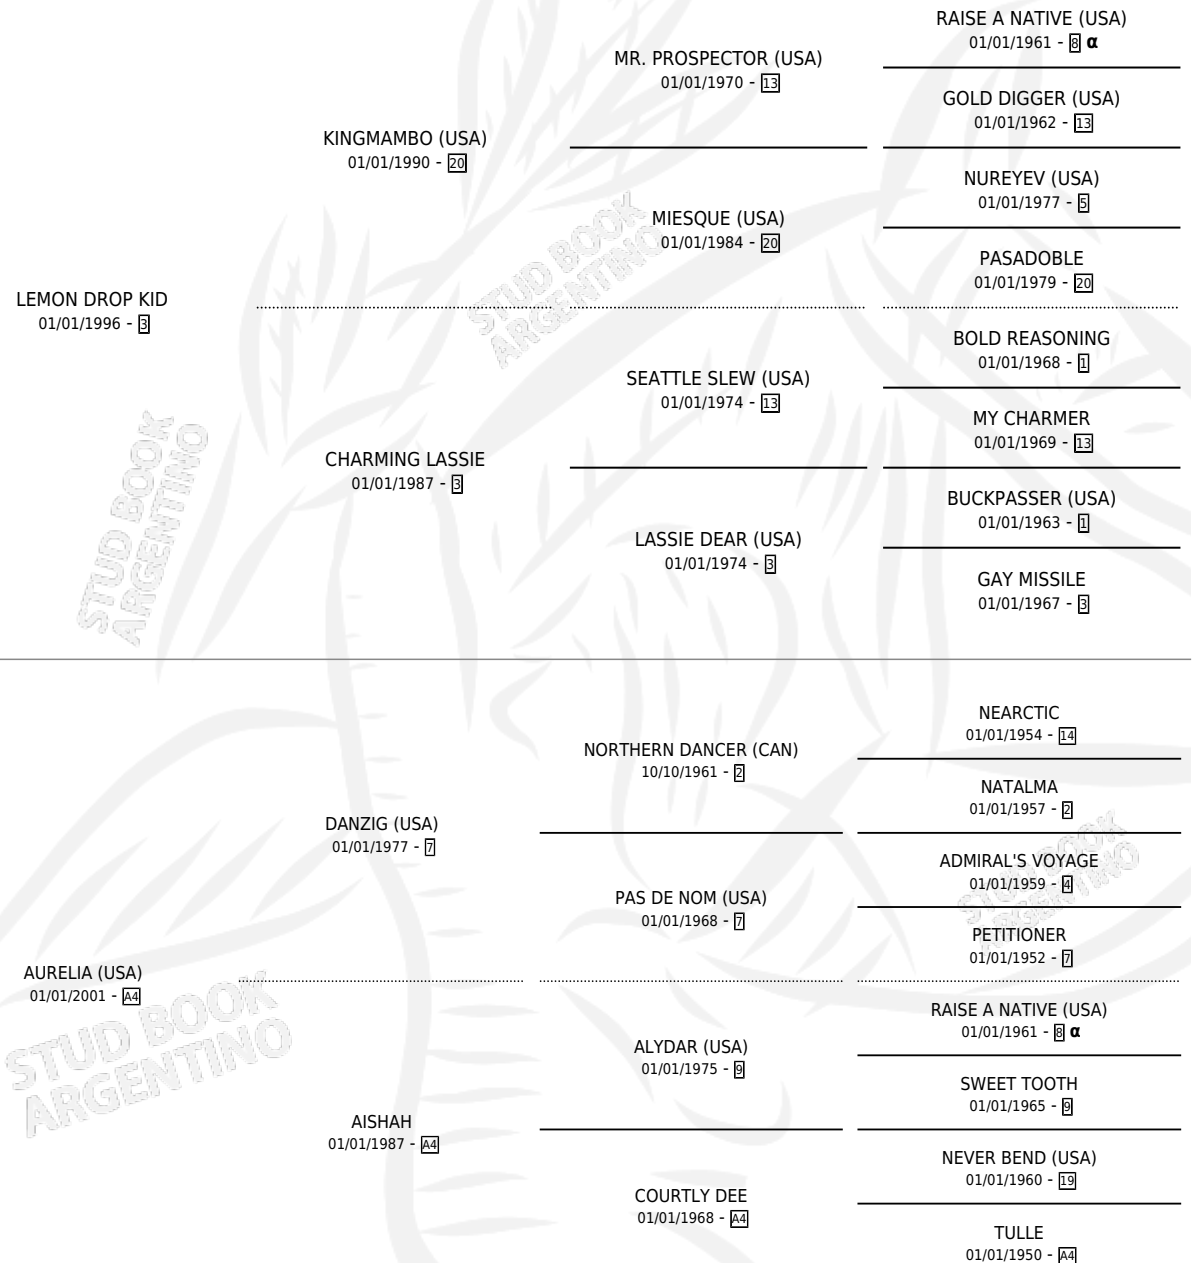 RAISE A NATIVE (USA)
01/01/1961 - 8 α
MR. PROSPECTOR (USA)
01/01/1970 - 13
GOLD DIGGER (USA)
01/01/1962 - 13
KINGMAMBO (USA)
01/01/1990 - 20
NUREYEV (USA)
01/01/1977 - 5
MIESQUE (USA)
01/01/1984 - 20
PASADOBLE
01/01/1979 - 20
LEMON DROP KID
01/01/1996 - 3
BOLD REASONING
01/01/1968 - 1
SEATTLE SLEW (USA)
01/01/1974 - 13
MY CHARMER
01/01/1969 - 13
CHARMING LASSIE
01/01/1987 - 3
BUCKPASSER (USA)
01/01/1963 - 1
LASSIE DEAR (USA)
01/01/1974 - 3
GAY MISSILE
01/01/1967 - 3
STUD BOOK
ARGENTINO
STUD BOOK
ARGENTINO
NEARCTIC
01/01/1954 - 14
NORTHERN DANCER (CAN)
10/10/1961 - 2
NATALMA
01/01/1957 - 2
DANZIG (USA)
01/01/1977 - 7
ADMIRAL'S VOYAGE
01/01/1959 - 4
PAS DE NOM (USA)
01/01/1968 - 7
PETITIONER
01/01/1952 - 7
AURELIA (USA)
01/01/2001 - A4
RAISE A NATIVE (USA)
01/01/1961 - 8 α
ALYDAR (USA)
01/01/1975 - 9
SWEET TOOTH
01/01/1965 - 9
AISHAH
01/01/1987 - A4
NEVER BEND (USA)
01/01/1960 - 19
COURTLY DEE
01/01/1968 - A4
TULLE
01/01/1950 - A4
STUD BOOK
ARGENTINO
STUD BOOK
ARGENTINO